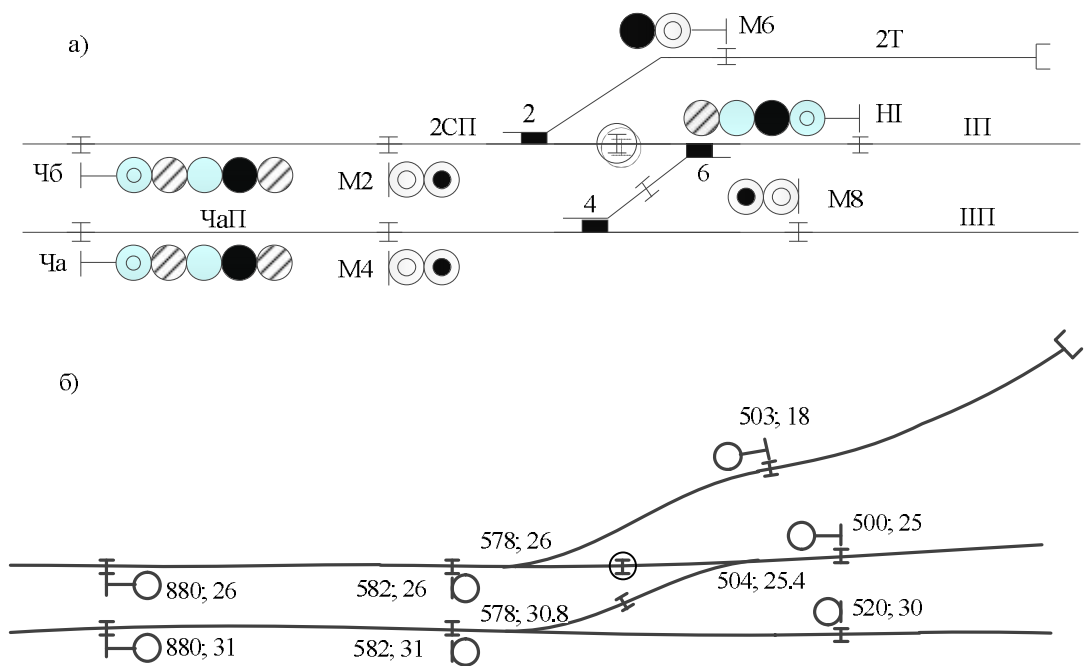 а)
М6
2Т
2
2СП
НI
IП
Чб
М2
6
М8
4
ЧаП
IIП
Ча
М4
б)
503; 18
578; 26
500; 25
880; 26
582; 26
504; 25.4
578; 30.8
520; 30
880; 31
582; 31